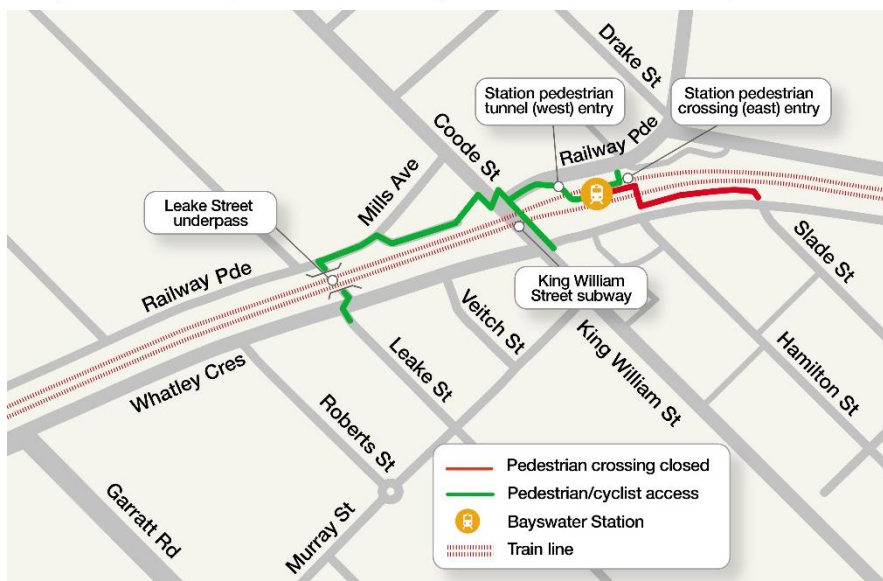 Drake St
Station pedestrian
tunnel (west) entry
Station pedestrian
crossing (east) entry
Coode St
Railway Pde
Mills Ave
Leake Street
underpass
Railway Pde
King William
Street subway
Slade St
Veitch St
Whatley Cres
Leake St
King William St
Hamilton St
Roberts St
Garratt Rd
Murray St
Pedestrian crossing closed
Pedestrian/cyclist access
Bayswater Station
Train line